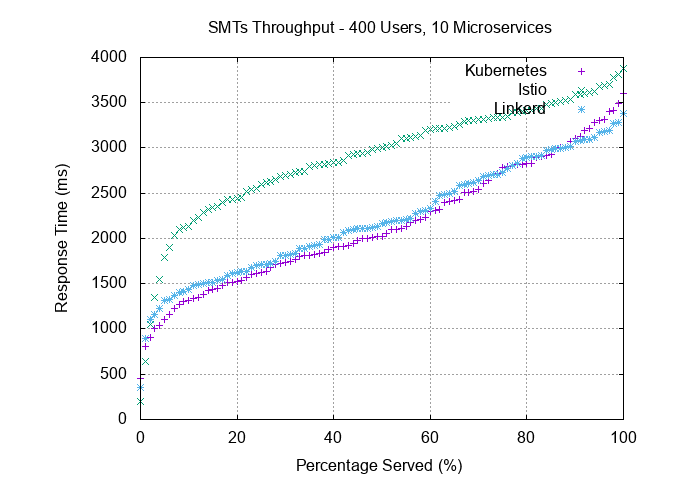 SMTs Throughput - 400 Users, 10 Microservices
4000
3500
3000
2500
2000
1500
1000
500
0
Response Time (ms)
Kubernetes
Istio
Linkerd
0 20 40 60 80 100
Percentage Served (%)